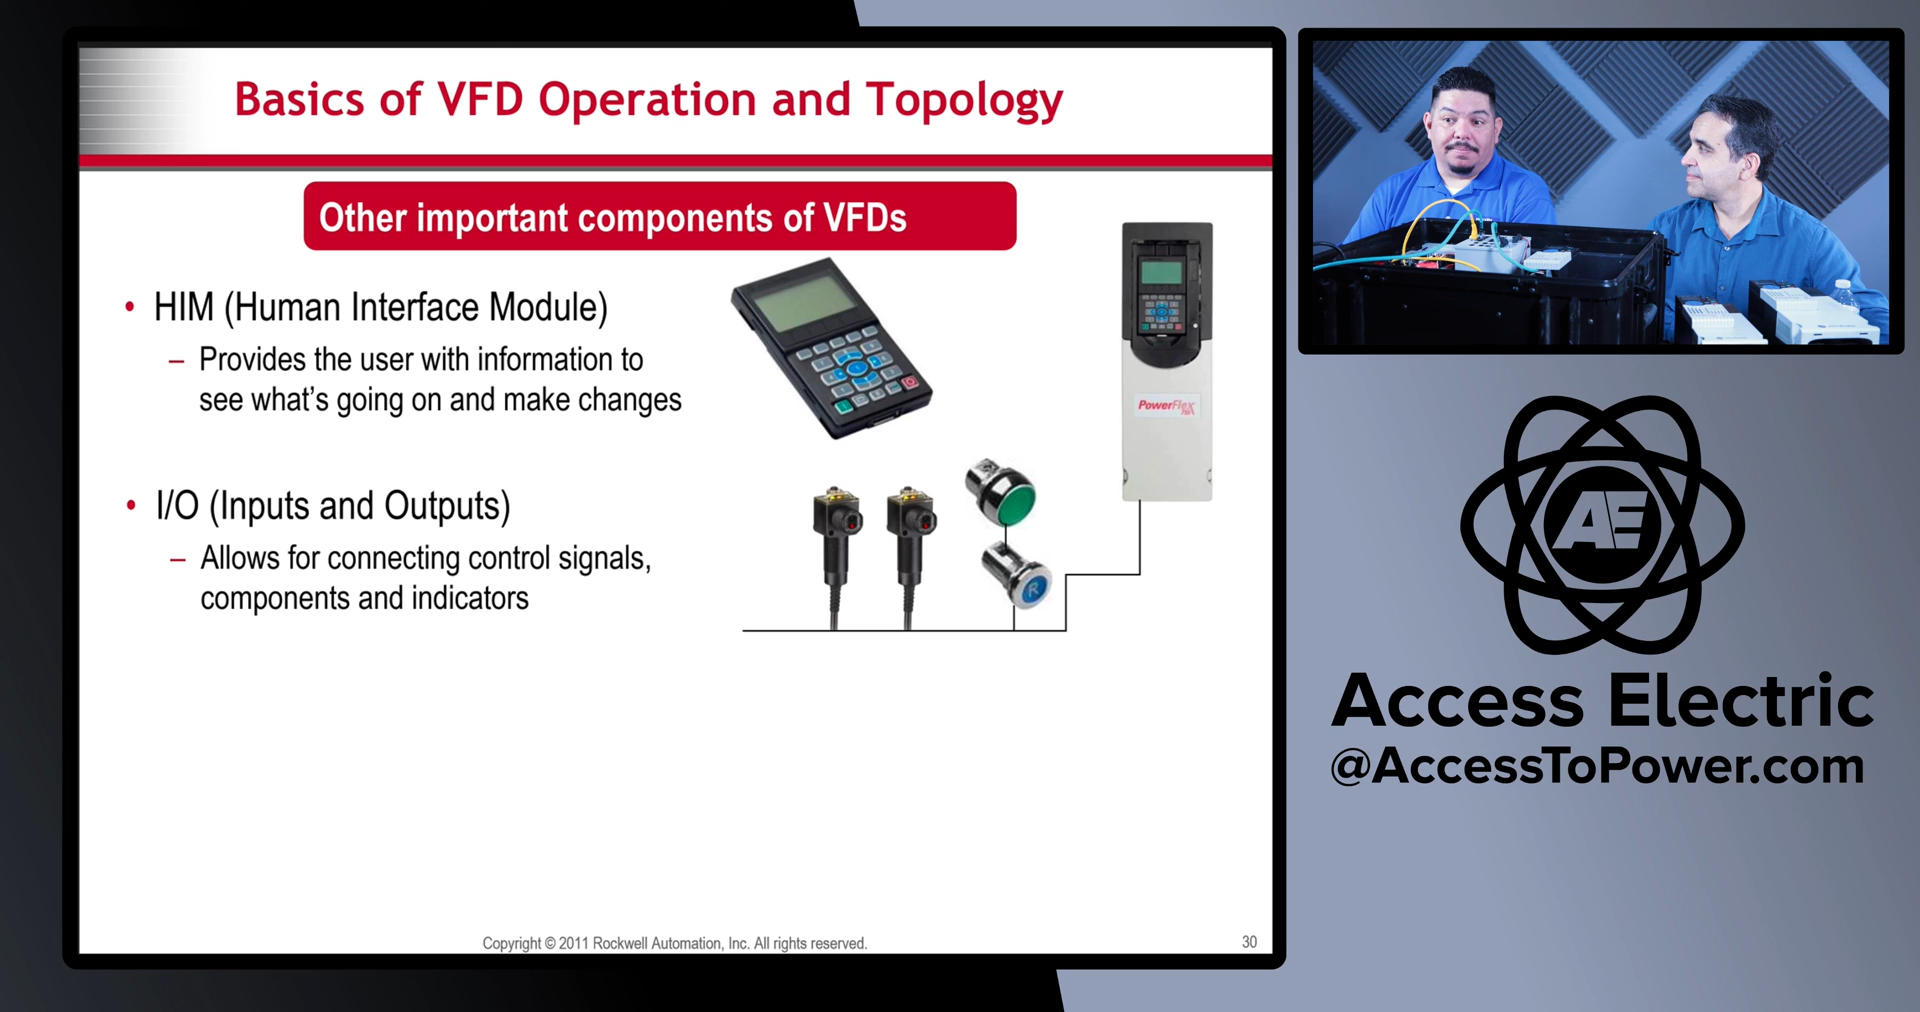 Basics of VFD Operation and Topology
Other important components of VFDs
• HIM (Human Interface Module)
– Provides the user with information to
see what's going on and make changes
• I/O (Inputs and Outputs)
– Allows for connecting control signals,
components and indicators
PowerFlex
R
Copyright © 2011 Rockwell Automation, Inc. All rights reserved.
30
AE
Access Electric
@AccessToPower.com